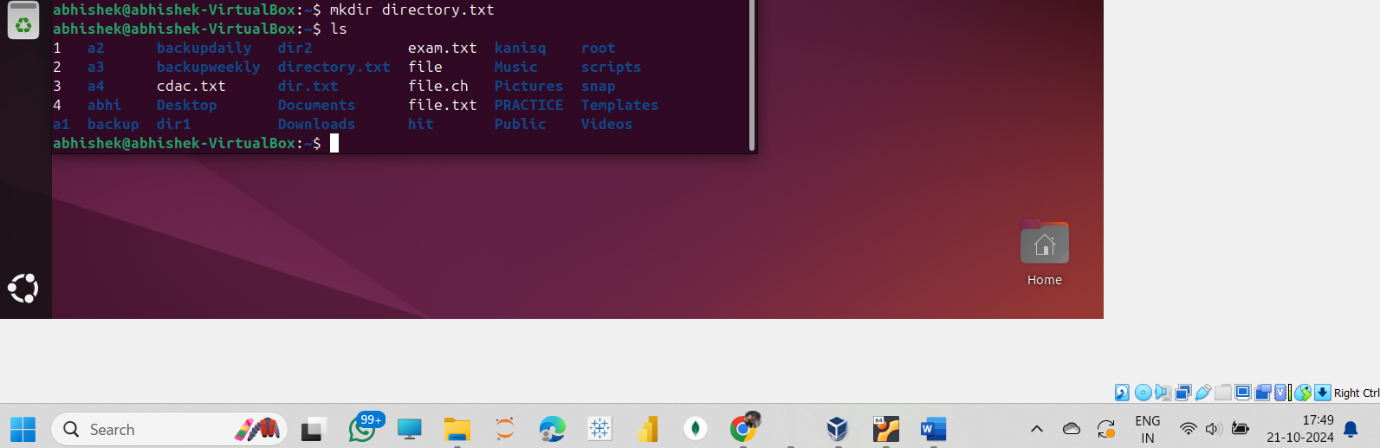 abhishek@abhishek-VirtualBox:~$ mkdir directory.txt
abhishek@abhishek-VirtualBox:~$ ls
1 a2 backupdaily dir2 exam.txt kanisq root
2 a3 backupweekly directory.txt file Music scripts
3 a4 cdac.txt dir.txt file.ch Pictures snap
4 abhi Desktop Documents file.txt PRACTICE Templates
a1 backup dir1 Downloads hit Public Videos
abhishek@abhishek-VirtualBox:~$
Home
Right Ctrl
Search
99+
W
ENG
IN
17:49
21-10-2024